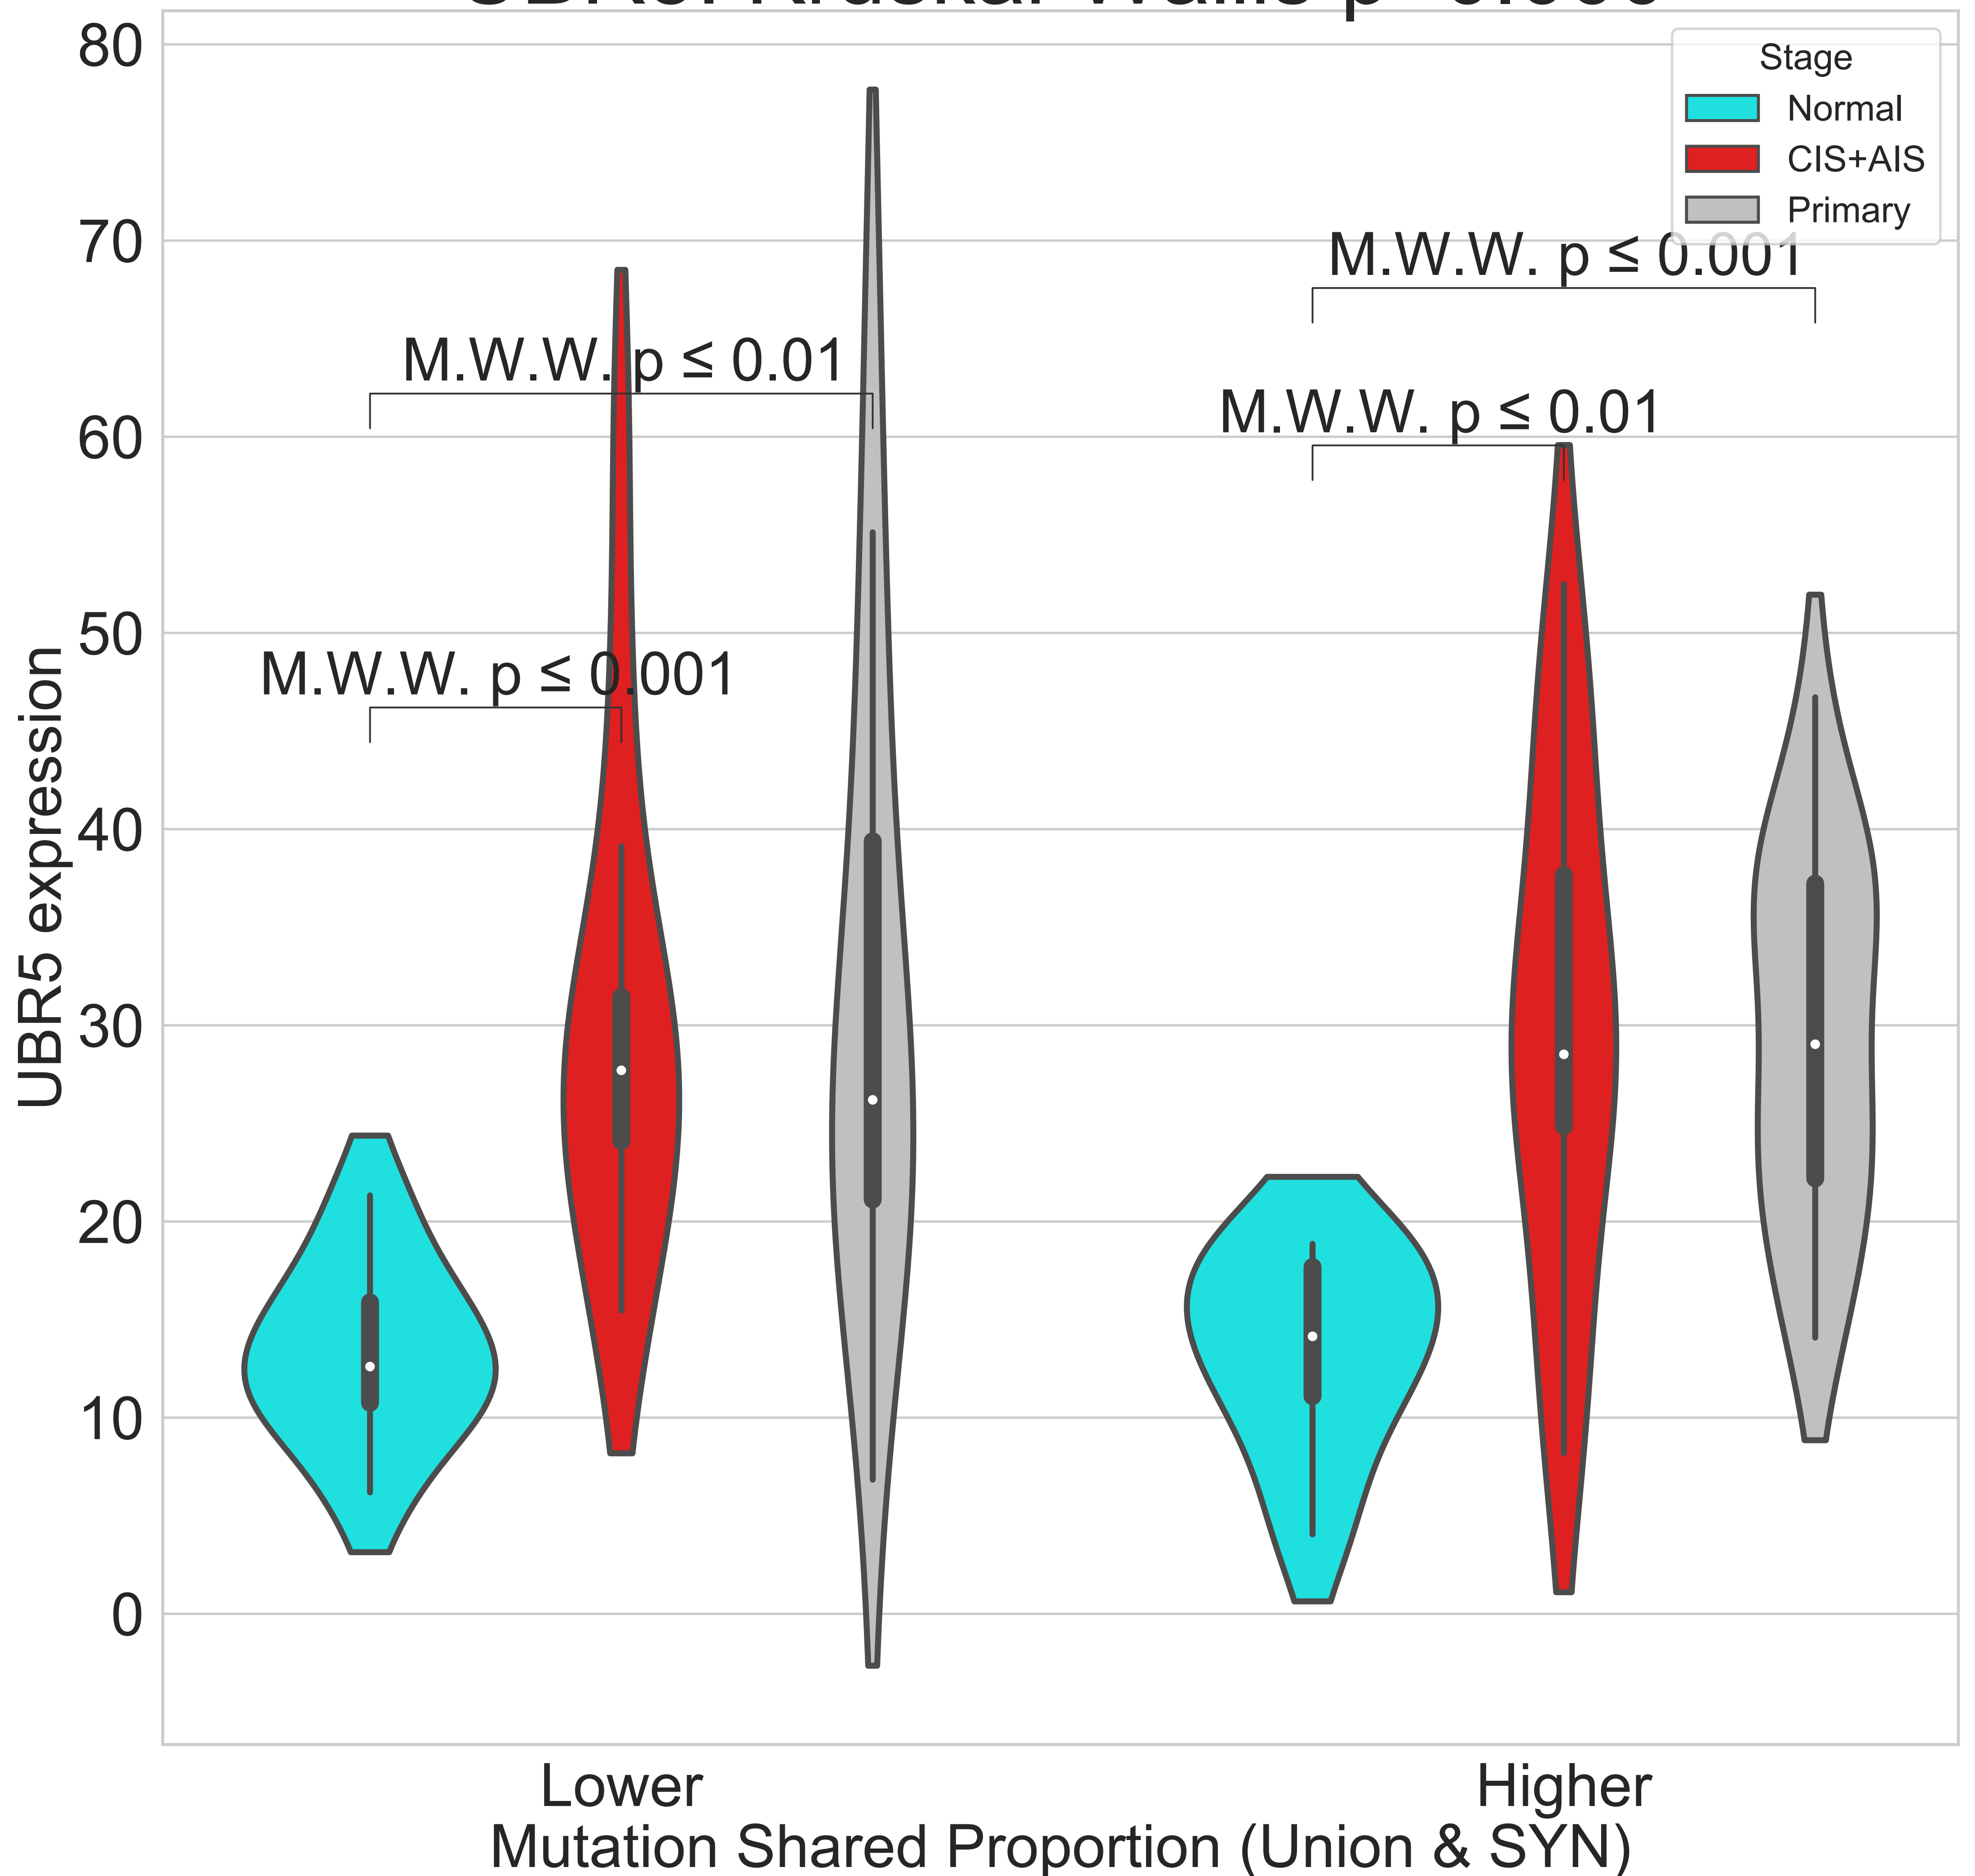 80
70
60
50
40
30
20
10
0
UBR5 expression
Stage
Normal
CIS+AIS
Primary
M.W.W. p ≤ 0.001
M.W.W. p ≤ 0.01
M.W.W. p ≤ 0.01
M.W.W. p ≤ 0.001
Lower
Higher
Mutation Shared Proportion (Union & SYN)